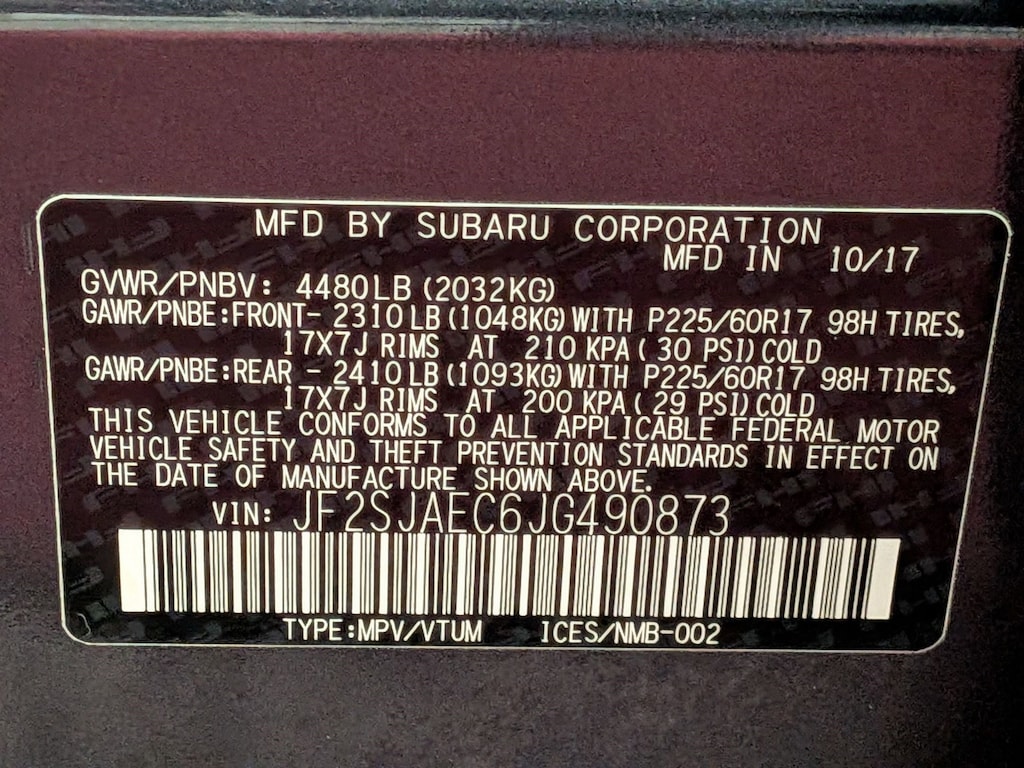 MFD BY SUBARU CORPORATION
MFD IN 10/17
GVWR/PNBV: 4480LB (2032KG)
GAWR/PNBE:FRONT- 2310 LB (1048KG) WITH P225/60R17 98H TIRES,
17X7J RIMS AT 210 KPA ( 30 PSI) COLD
GAWR/PNBE:REAR - 2410 LB (1093KG) WITH P225/60R17 98H TIRES,
17X7J RIMS AT 200 KPA ( 29 PSI) COLD
THIS VEHICLE CONFORMS TO ALL APPLICABLE FEDERAL MOTOR
VEHICLE SAFETY AND THEFT PREVENTION STANDARDS IN EFFECT ON
THE DATE OF MANUFACTURE SHOWN ABOVE.
VIN: JF2SJAEC6JG490873
TYPE:MPV/VTUM ICES/NMB-002